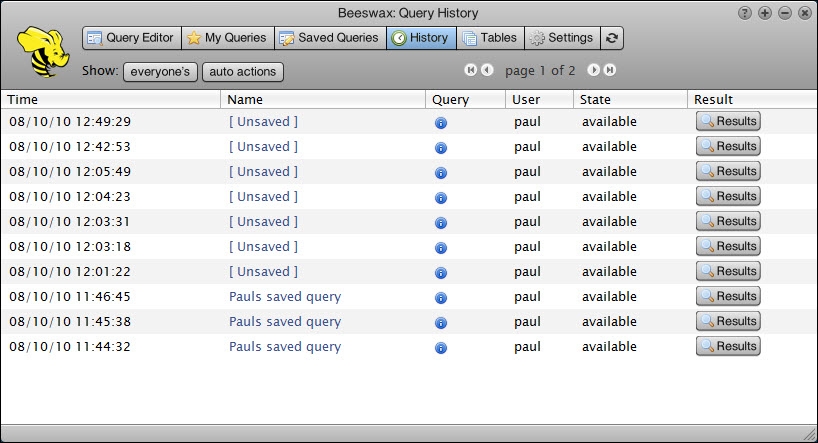 Beeswax: Query History
Query Editor My Queries Saved Queries History Tables Settings
Show: everyone's auto actions page 1 of 2
Time Name Query User State Result
08/10/10 12:49:29 [ Unsaved ] paul available Results
08/10/10 12:42:53 [ Unsaved ] paul available Results
08/10/10 12:05:49 [ Unsaved ] paul available Results
08/10/10 12:04:23 [ Unsaved ] paul available Results
08/10/10 12:03:31 [ Unsaved ] paul available Results
08/10/10 12:03:18 [ Unsaved ] paul available Results
08/10/10 12:01:22 [ Unsaved ] paul available Results
08/10/10 11:46:45 Pauls saved query paul available Results
08/10/10 11:45:38 Pauls saved query paul available Results
08/10/10 11:44:32 Pauls saved query paul available Results